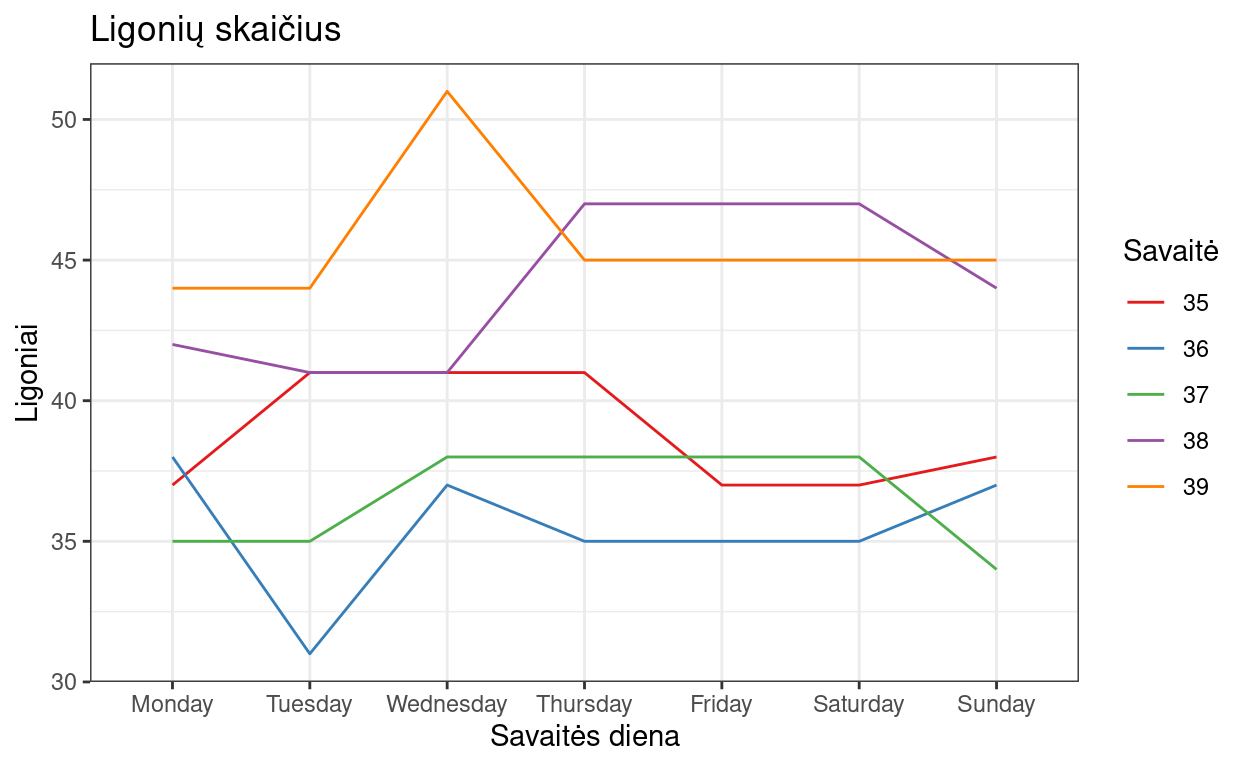 Ligonių skaičius
Ligoniai
50
45
40
35
30
Monday Tuesday Wednesday Thursday Friday Saturday Sunday
Savaitės diena
Savaitė
35
36
37
38
39